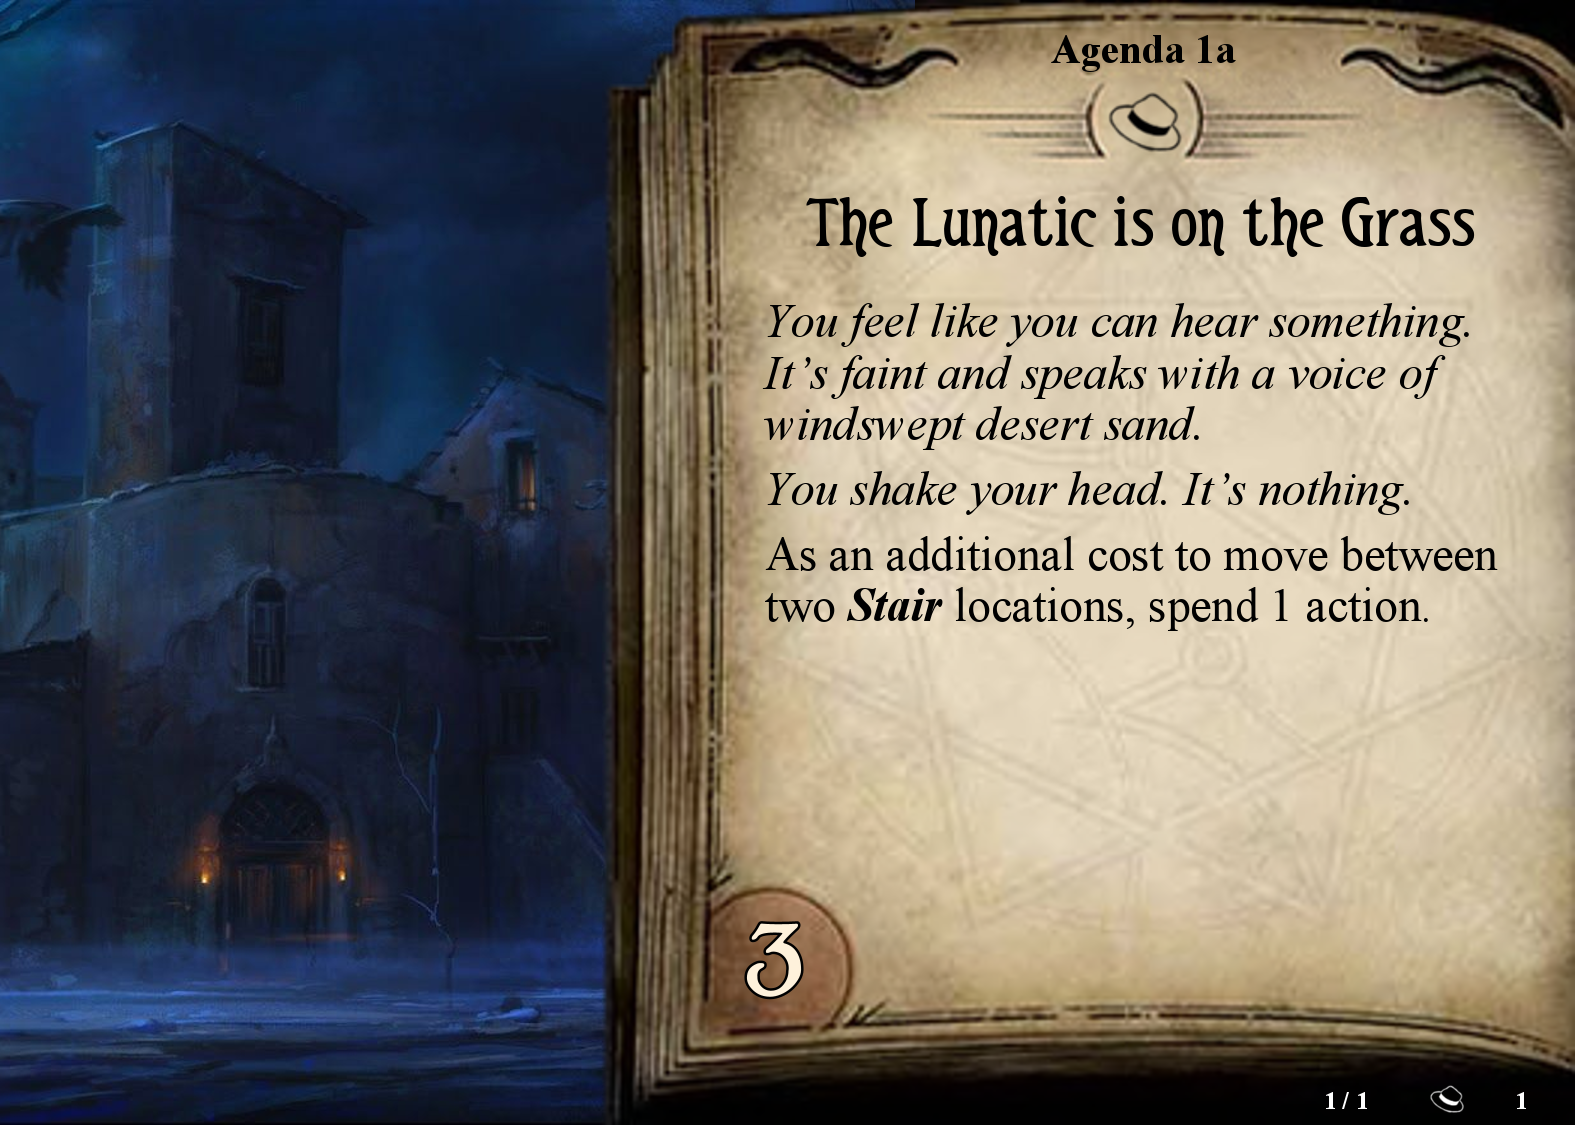 Agenda 1a
The Lunatic is on the Grass
You feel like you can hear something.
It’s faint and speaks with a voice of
windswept desert sand.
You shake your head. It’s nothing.
As an additional cost to move between
two Stair locations, spend 1 action.
3
1 / 1 1